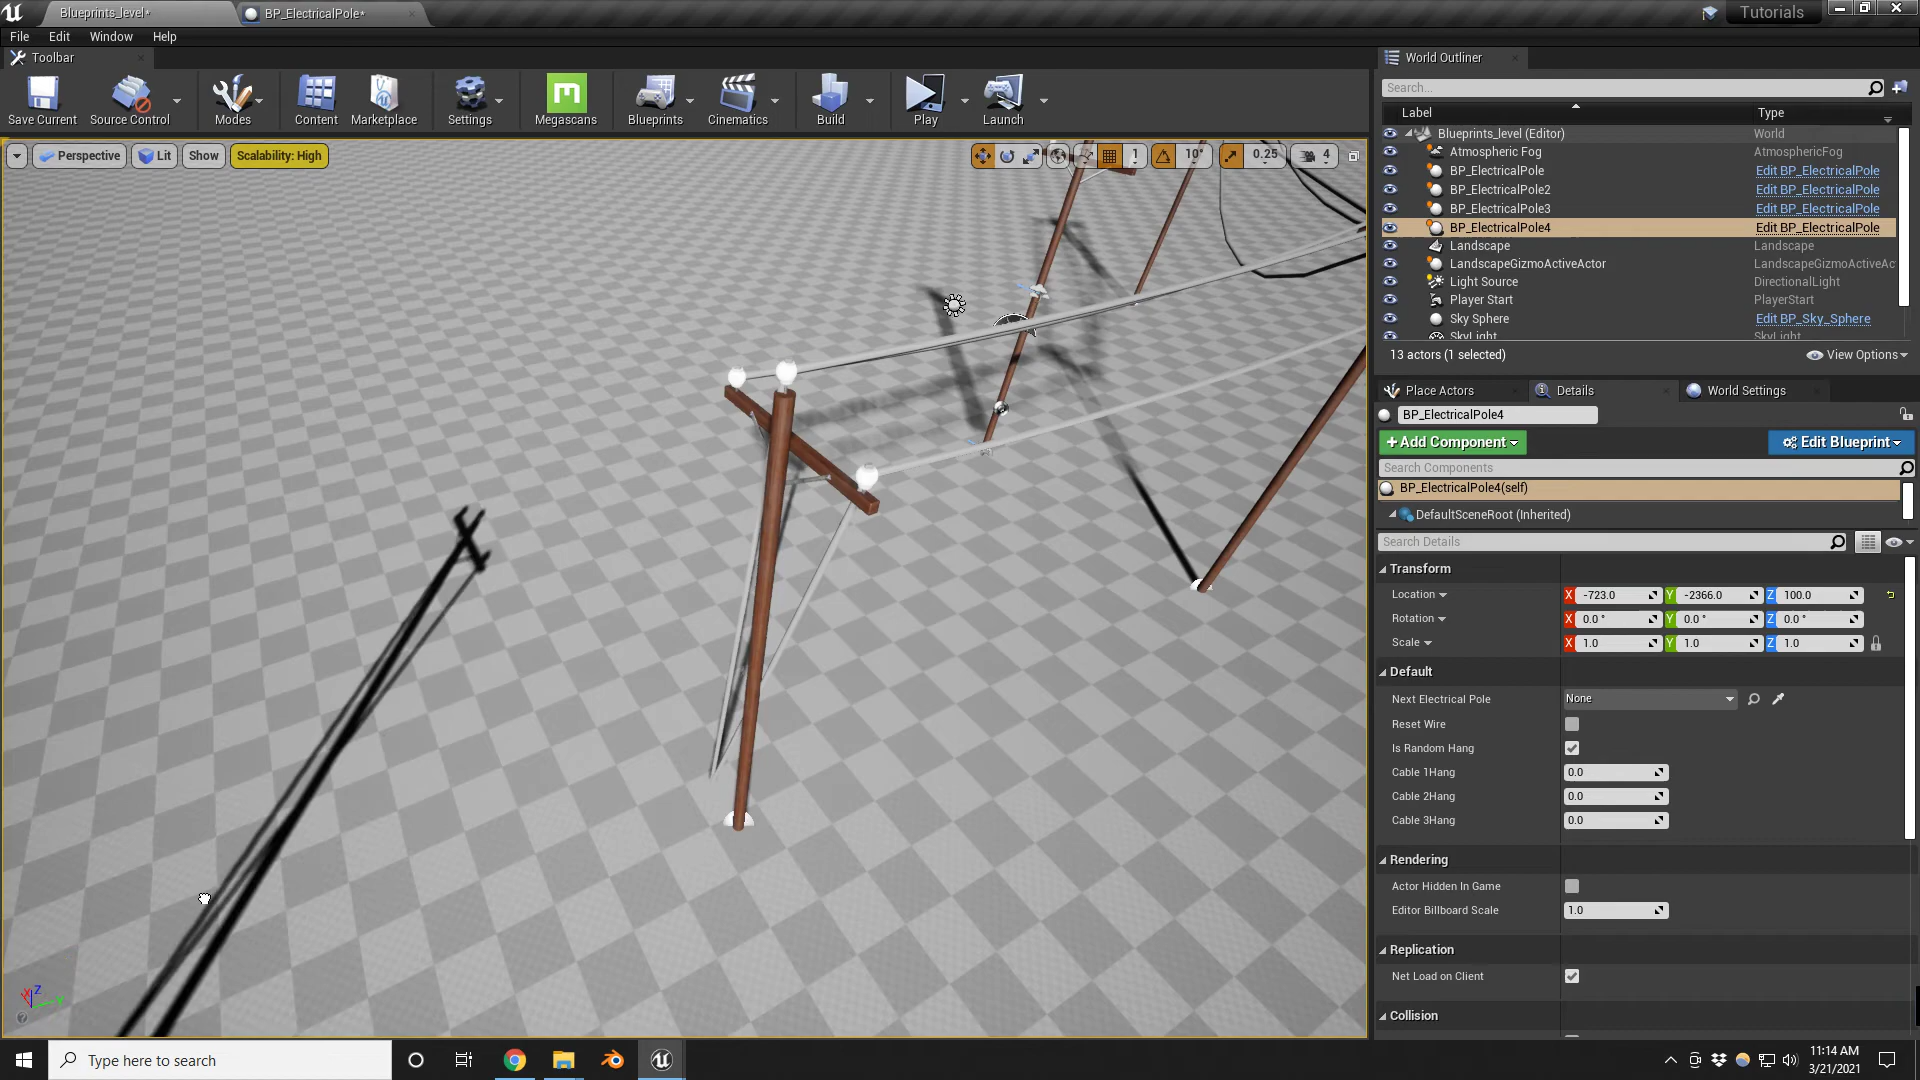 Blueprints_level*
BP_ElectricalPole*
Tutorials
File Edit Window Help
Toolbar
Save Current Source Control Modes Content Marketplace Settings Megascans Blueprints Cinematics Build Play Launch
Perspective Lit Show Scalability: High
1 10° 0.25 4
World Outliner
Search...
Label Type
Blueprints_level (Editor) World
Atmospheric Fog AtmosphericFog
BP_ElectricalPole Edit BP_ElectricalPole
BP_ElectricalPole2 Edit BP_ElectricalPole
BP_ElectricalPole3 Edit BP_ElectricalPole
BP_ElectricalPole4 Edit BP_ElectricalPole
Landscape Landscape
LandscapeGizmoActiveActor LandscapeGizmoActiveAc
Light Source DirectionalLight
Player Start PlayerStart
Sky Sphere Edit BP_Sky_Sphere
SkyLight SkyLight
13 actors (1 selected) View Options
Place Actors Details World Settings
BP_ElectricalPole4
+ Add Component Edit Blueprint
Search Components
BP_ElectricalPole4(self)
DefaultSceneRoot (Inherited)
Search Details
Transform
Location X -723.0 Y -2366.0 Z 100.0
Rotation X 0.0 ° Y 0.0 ° Z 0.0 °
Scale X 1.0 Y 1.0 Z 1.0
Default
Next Electrical Pole None
Reset Wire
Is Random Hang
Cable 1Hang 0.0
Cable 2Hang 0.0
Cable 3Hang 0.0
Rendering
Actor Hidden In Game
Editor Billboard Scale 1.0
Replication
Net Load on Client
Collision
X Z Y
Type here to search
11:14 AM
3/21/2021